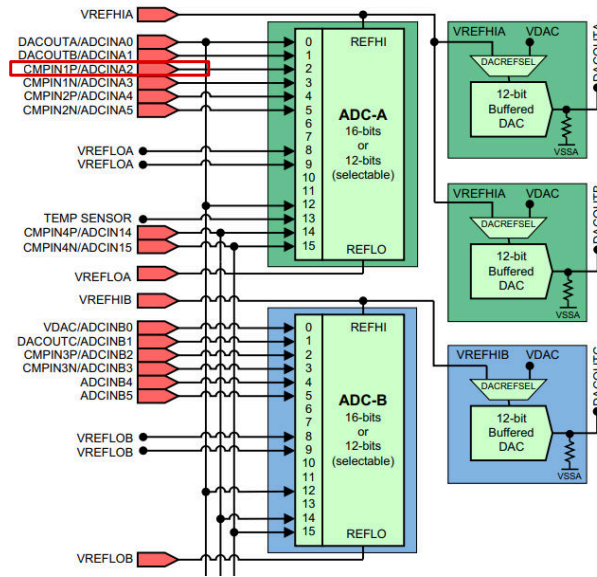 VREFHIA
DACOUTA/ADCINA0
DACOUTB/ADCINA1
CMPIN1P/ADCINA2
CMPIN1N/ADCINA3
CMPIN2P/ADCINA4
CMPIN2N/ADCINA5
VREFLOA
VREFLOA
TEMP SENSOR
CMPIN4P/ADCIN14
CMPIN4N/ADCIN15
VREFLOA
0
1
2
3
4
5
6
7
8
9
10
11
12
13
14
15
REFHI
ADC-A
16-bits
or
12-bits
(selectable)
REFLO
VREFHIA
VDAC
DACREFSEL
12-bit
Buffered
DAC
VSSA
DACOUTA
VREFHIA
VDAC
DACREFSEL
12-bit
Buffered
DAC
VSSA
DACOUTB
VREFHIB
VDAC/ADCINB0
DACOUTC/ADCINB1
CMPIN3P/ADCINB2
CMPIN3N/ADCINB3
ADCINB4
ADCINB5
VREFLOB
VREFLOB
VREFLOB
0
1
2
3
4
5
6
7
8
9
10
11
12
13
14
15
REFHI
ADC-B
16-bits
or
12-bits
(selectable)
REFLO
VREFHIB
VDAC
DACREFSEL
12-bit
Buffered
DAC
VSSA
DACOUTC